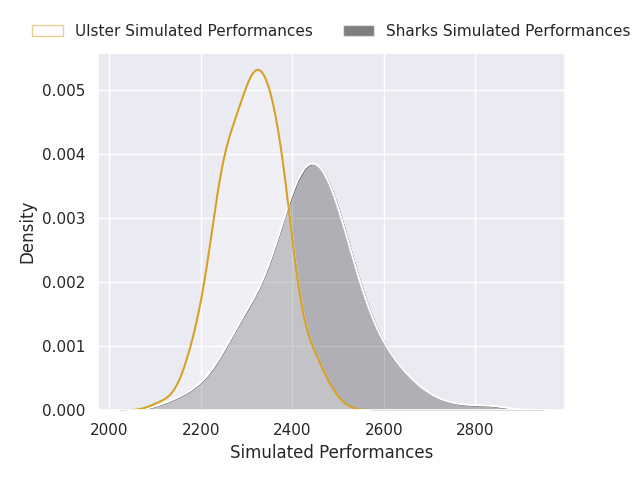 Ulster Simulated Performances Sharks Simulated Performances
0.005
0.004
0.003
0.002
0.001
0.000
Density
2000 2200 2400 2600 2800
Simulated Performances